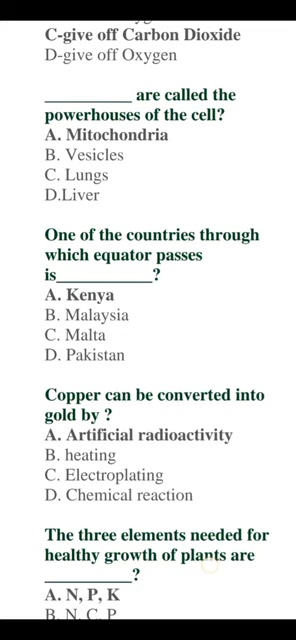 C-give off Carbon Dioxide
D-give off Oxygen
__________ are called the
powerhouses of the cell?
A. Mitochondria
B. Vesicles
C. Lungs
D.Liver
One of the countries through
which equator passes
is___________?
A. Kenya
B. Malaysia
C. Malta
D. Pakistan
Copper can be converted into
gold by ?
A. Artificial radioactivity
B. heating
C. Electroplating
D. Chemical reaction
The three elements needed for
healthy growth of plants are
__________?
A. N, P, K
B. N, C, P